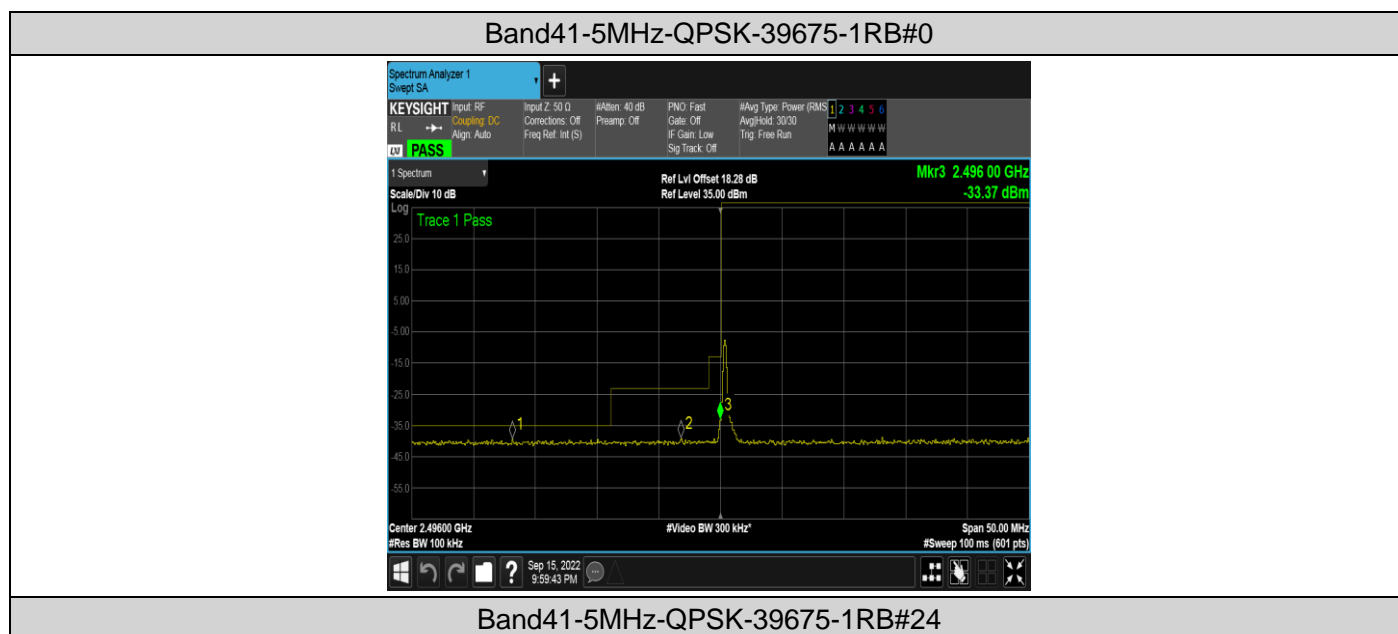 Band41-5MHz-QPSK-39675-1RB#0
Spectrum Analyzer 1
Swept SA
+
KEYSIGHT Input: RF Input Z: 50 Ω #Atten: 40 dB PNO: Fast #Avg Type: Power (RMS 1 2 3 4 5 6
RL Coupling: DC Corrections: Off Preamp: Off Gate: Off Avg|Hold: 30/30 M W W W W W
Align: Auto Freq Ref: Int (S) IF Gain: Low Trig: Free Run
LXI PASS Sig Track: Off A A A A A A
1 Spectrum Ref Lvl Offset 18.28 dB Mkr3 2.496 00 GHz
Scale/Div 10 dB Ref Level 35.00 dBm -33.37 dBm
Log
Trace 1 Pass
25.0
15.0
5.00
-5.00
-15.0
-25.0
3
-35.0 1 2
-45.0
-55.0
Center 2.49600 GHz #Video BW 300 kHz* Span 50.00 MHz
#Res BW 100 kHz #Sweep 100 ms (601 pts)
? Sep 15, 2022
9:59:43 PM
Band41-5MHz-QPSK-39675-1RB#24